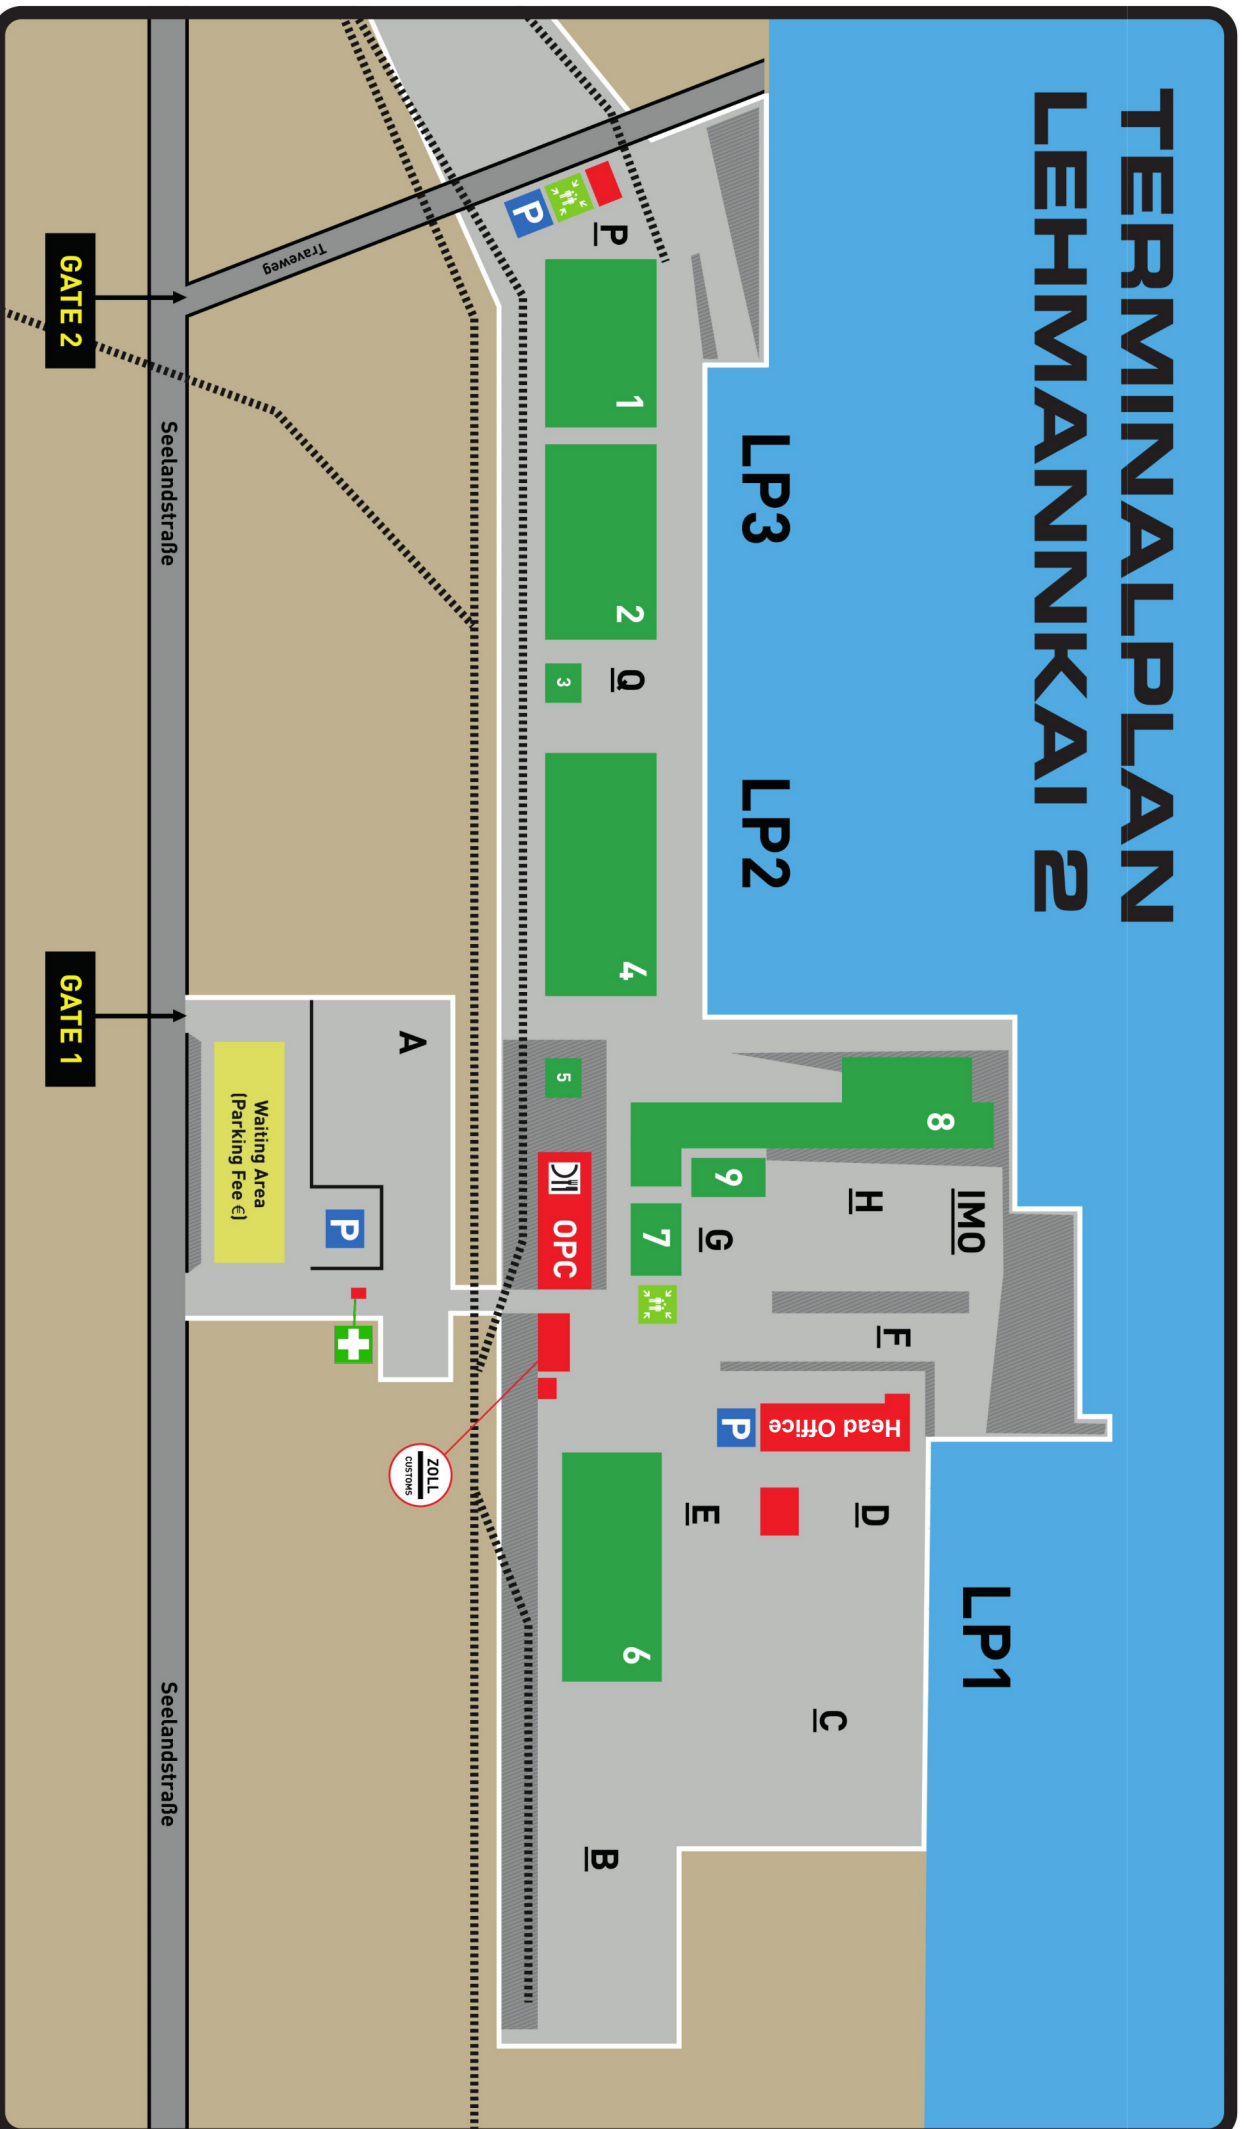 TERMINALPLAN
LEHMANNKAI 2
LP3
LP2
LP1
P
P
1
2
Q
3
4
5
8
9
7
IMO
H
G
F
OPC
Head Office
P
D
E
6
C
B
ZOLL
CUSTOMS
A
P
Waiting Area
(Parking Fee €)
Traveweg
Seelandstraße
Seelandstraße
GATE 2
GATE 1